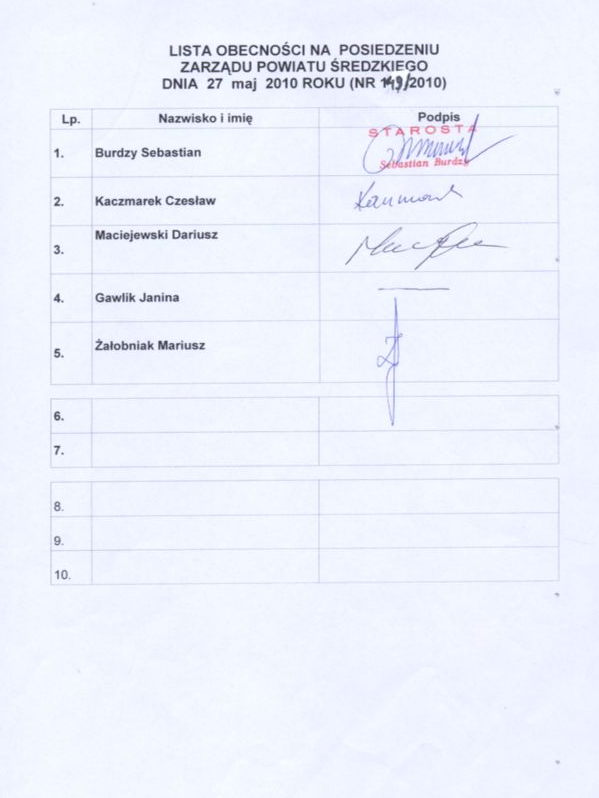 LISTA OBECNOŚCI NA POSIEDZENIU
ZARZĄDU POWIATU ŚREDZKIEGO
DNIA 27 maj 2010 ROKU (NR 149/2010)
Lp. Nazwisko i imię Podpis
STAROSTA
1. Burdzy Sebastian
Sebastian Burdzy
2. Kaczmarek Czesław
3. Maciejewski Dariusz
4. Gawlik Janina
5. Żałobniak Mariusz
6.
7.
8.
9.
10.